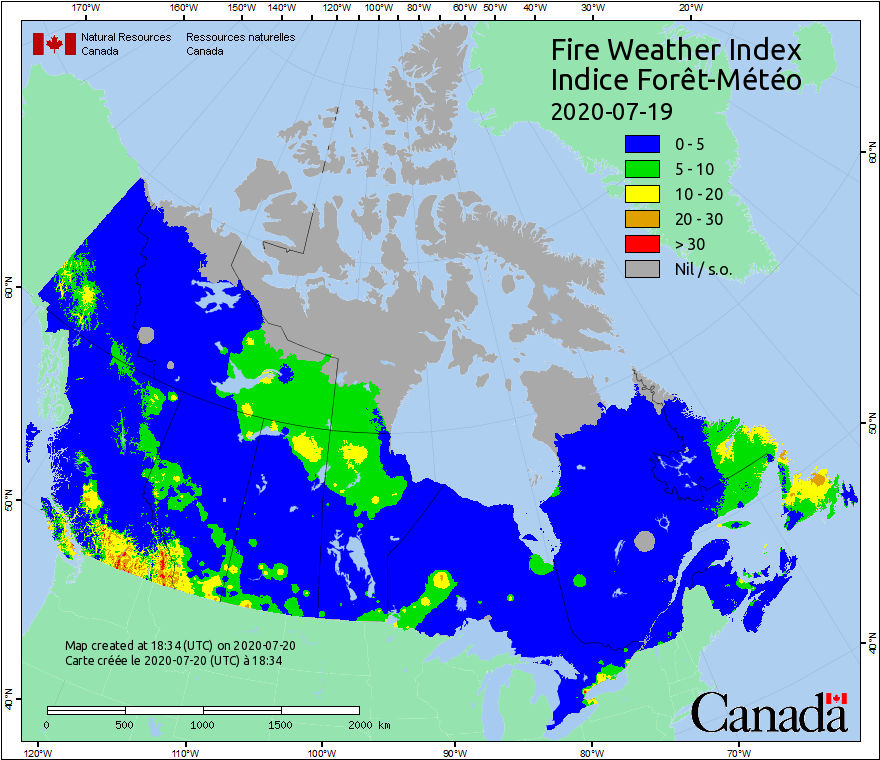 170°W 160°W 150°W 140°W 130°W 120°W 110°W 100°W 90°W 80°W 70°W 60°W 50°W 40°W 30°W 20°W
Natural Resources Canada
Ressources naturelles Canada
Fire Weather Index
Indice Forêt-Météo
2020-07-19
0 - 5
5 - 10
10 - 20
20 - 30
> 30
Nil / s.o.
60°N
60°N
50°N
50°N
40°N
40°N
Map created at 18:34 (UTC) on 2020-07-20
Carte créée le 2020-07-20 (UTC) à 18:34
0 500 1000 1500 2000 km
Canada
120°W 110°W 100°W 90°W 80°W 70°W